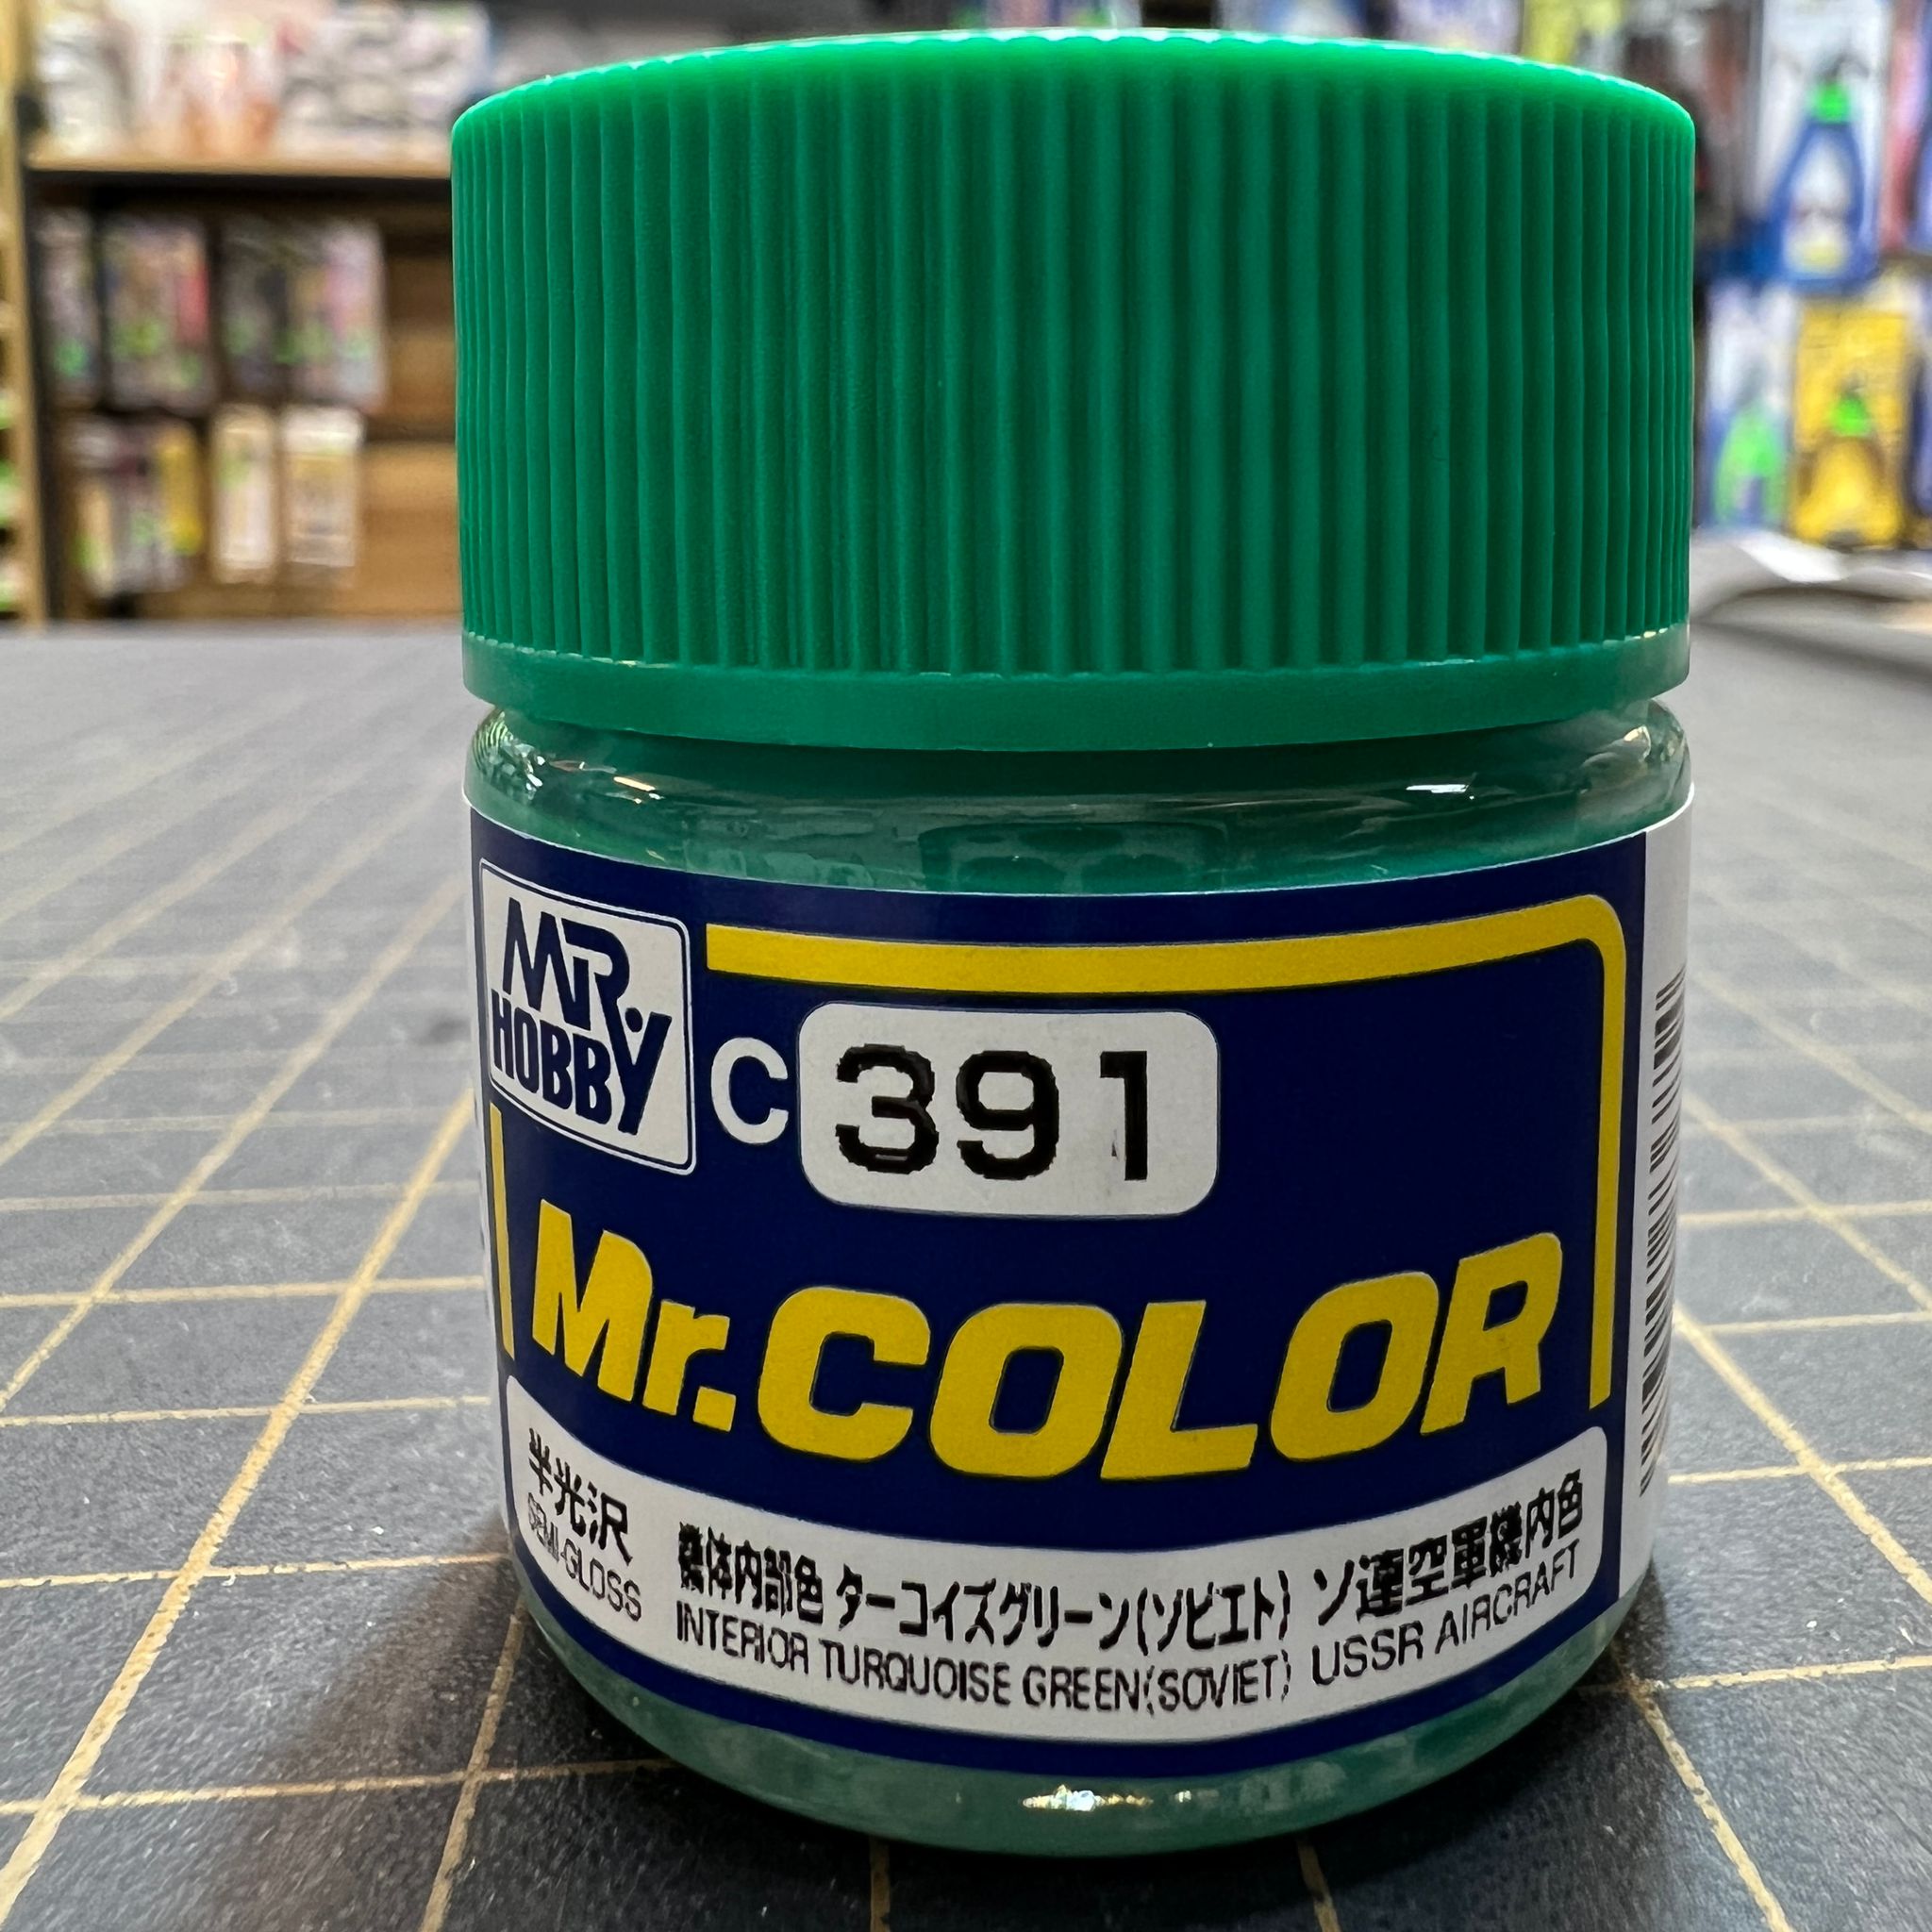 MR.
HOBBY
C 391
Mr.COLOR
半光沢
SEMI-GLOSS
機体内部色 ターコイズグリーン(ソビエト) ソ連空軍機内色
INTERIOR TURQUOISE GREEN(SOVIET) USSR AIRCRAFT